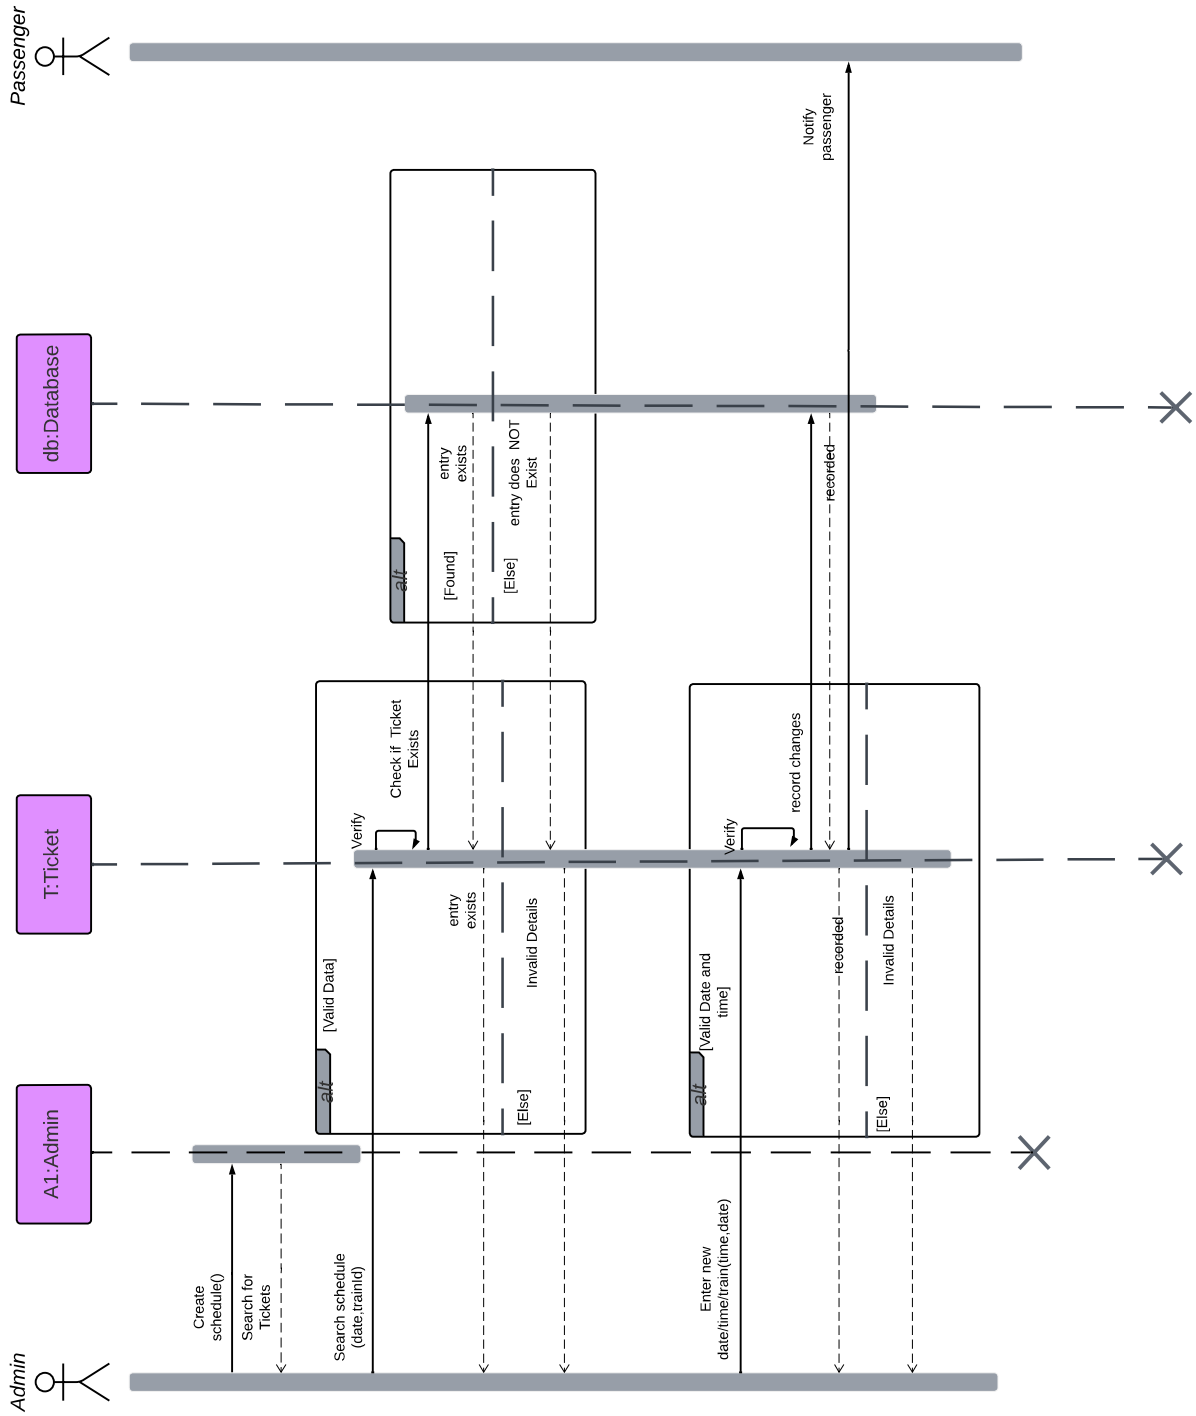 Admin
A1:Admin
T:Ticket
db:Database
Passenger
Create
schedule()
Search for
Tickets
Search schedule
(date,trainId)
alt
[Valid Data]
Verify
Check if  Ticket
Exists
alt
[Found]
entry
exists
entry
exists
[Else]
entry does  NOT
Exist
[Else]
Invalid Details
Enter new
date/time/train(time,date)
alt
[Valid Date and
time]
Verify
record changes
recorded
recorded
Notify
passenger
[Else]
Invalid Details